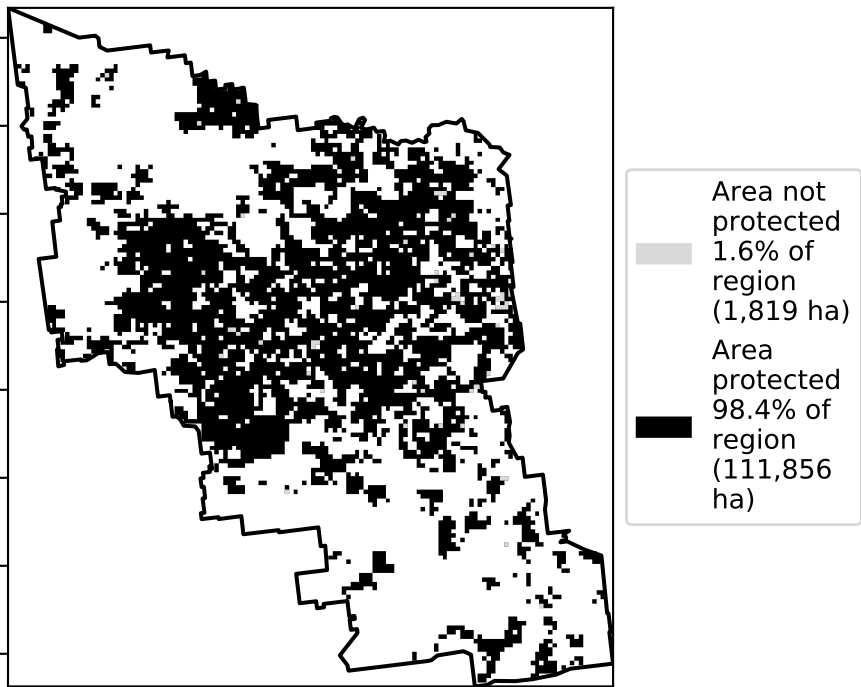 Area not
protected
1.6% of
region
(1,819 ha)
Area
protected
98.4% of
region
(111,856
ha)